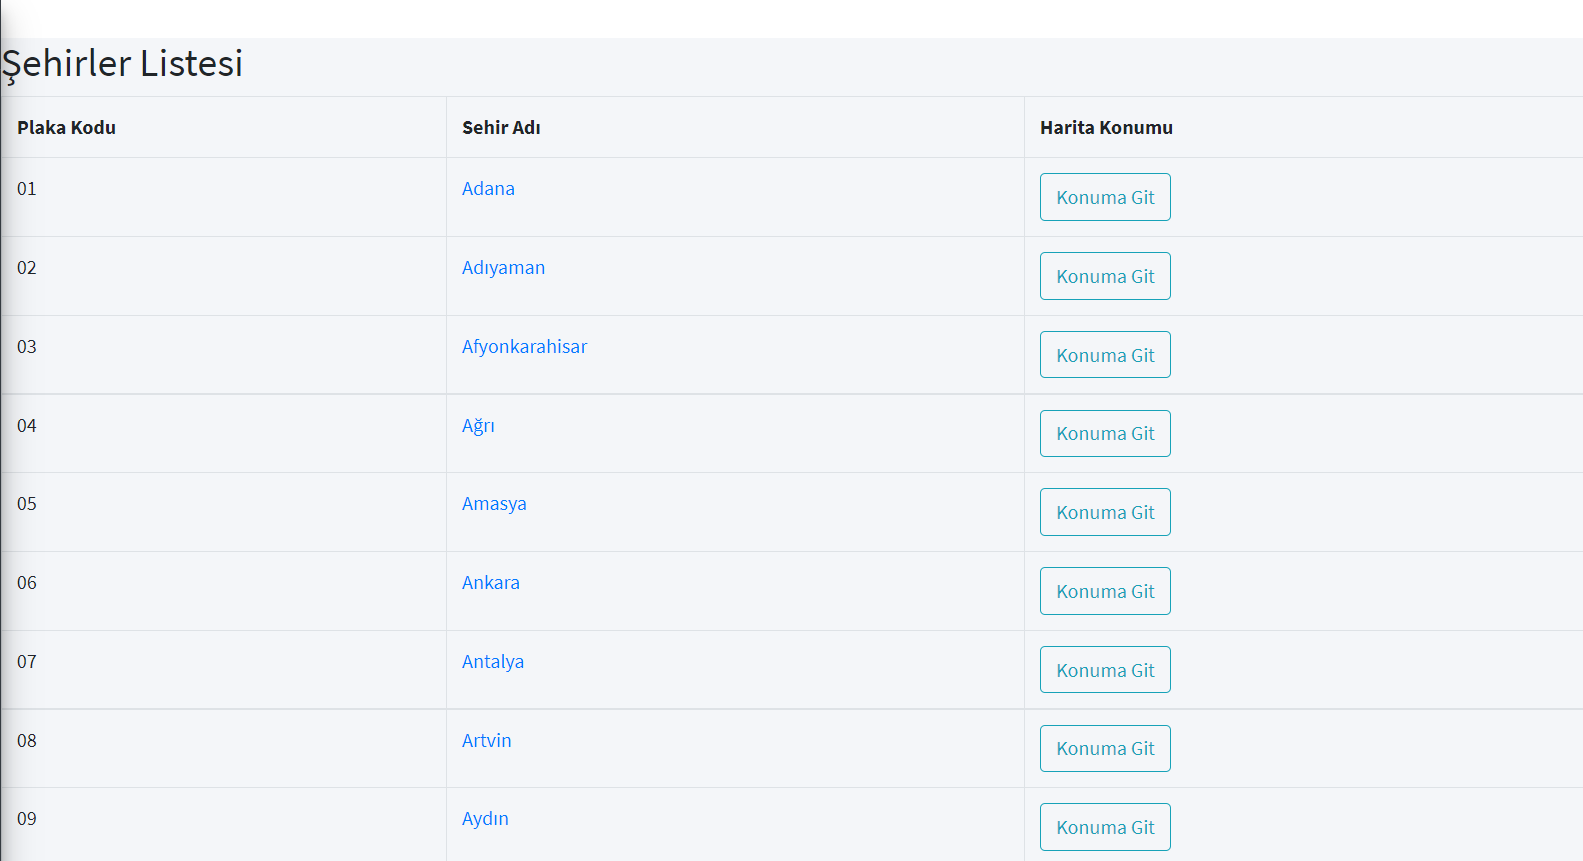 Şehirler Listesi
Plaka Kodu Sehir Adı Harita Konumu
01 Adana Konuma Git
02 Adıyaman Konuma Git
03 Afyonkarahisar Konuma Git
04 Ağrı Konuma Git
05 Amasya Konuma Git
06 Ankara Konuma Git
07 Antalya Konuma Git
08 Artvin Konuma Git
09 Aydın Konuma Git